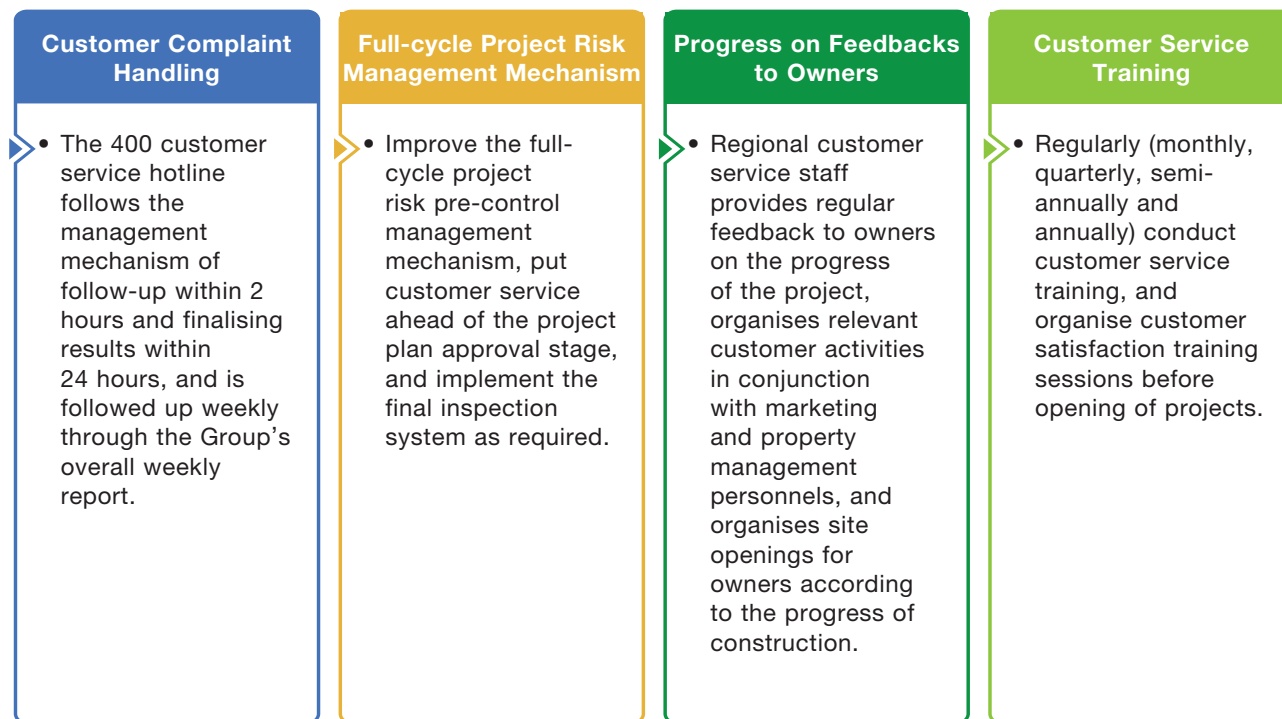 Customer Complaint
Handling
• The 400 customer
service hotline
follows the
management
mechanism of
follow-up within 2
hours and finalising
results within
24 hours, and is
followed up weekly
through the Group’s
overall weekly
report.
Full-cycle Project Risk
Management Mechanism
• Improve the full-
cycle project
risk pre-control
management
mechanism, put
customer service
ahead of the project
plan approval stage,
and implement the
final inspection
system as required.
Progress on Feedbacks
to Owners
• Regional customer
service staff
provides regular
feedback to owners
on the progress
of the project,
organises relevant
customer activities
in conjunction
with marketing
and property
management
personnels, and
organises site
openings for
owners according
to the progress of
construction.
Customer Service
Training
• Regularly (monthly,
quarterly, semi-
annually and
annually) conduct
customer service
training, and
organise customer
satisfaction training
sessions before
opening of projects.